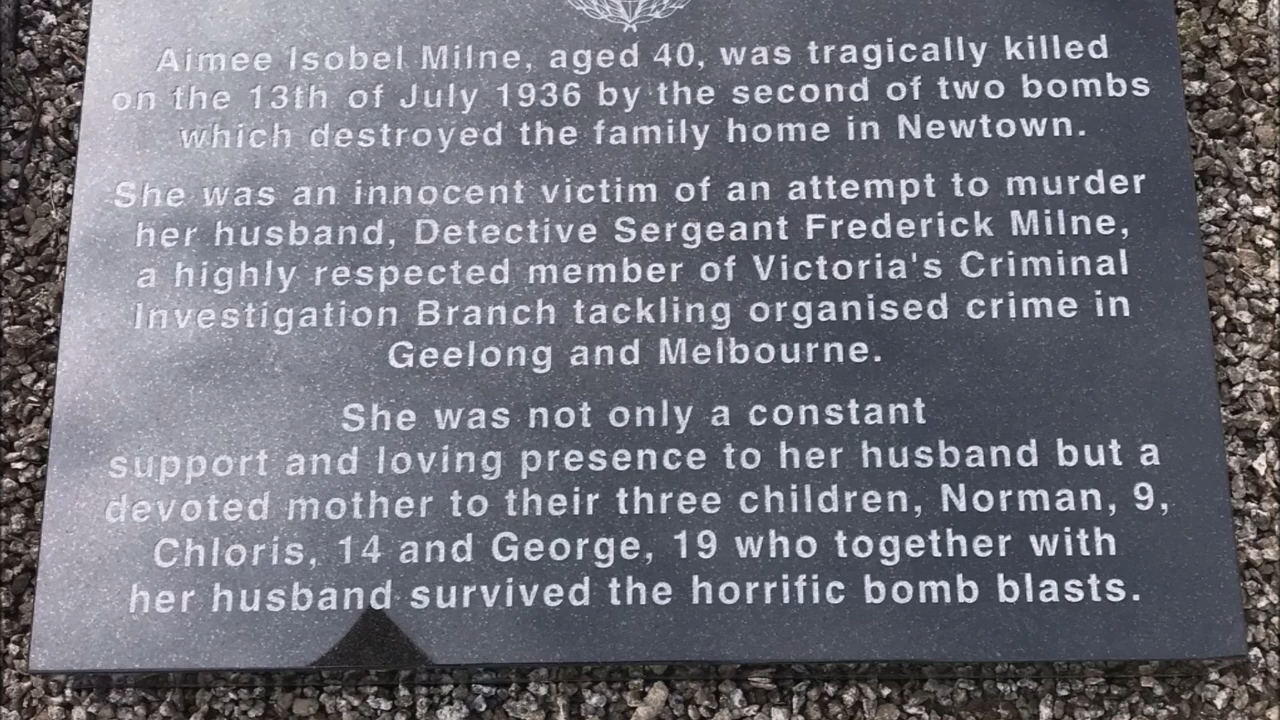 Aimee Isobel Milne, aged 40, was tragically killed
on the 13th of July 1936 by the second of two bombs
which destroyed the family home in Newtown.
She was an innocent victim of an attempt to murder
her husband, Detective Sergeant Frederick Milne,
a highly respected member of Victoria's Criminal
Investigation Branch tackling organised crime in
Geelong and Melbourne.
She was not only a constant
support and loving presence to her husband but a
devoted mother to their three children, Norman, 9,
Chloris, 14 and George, 19 who together with
her husband survived the horrific bomb blasts.